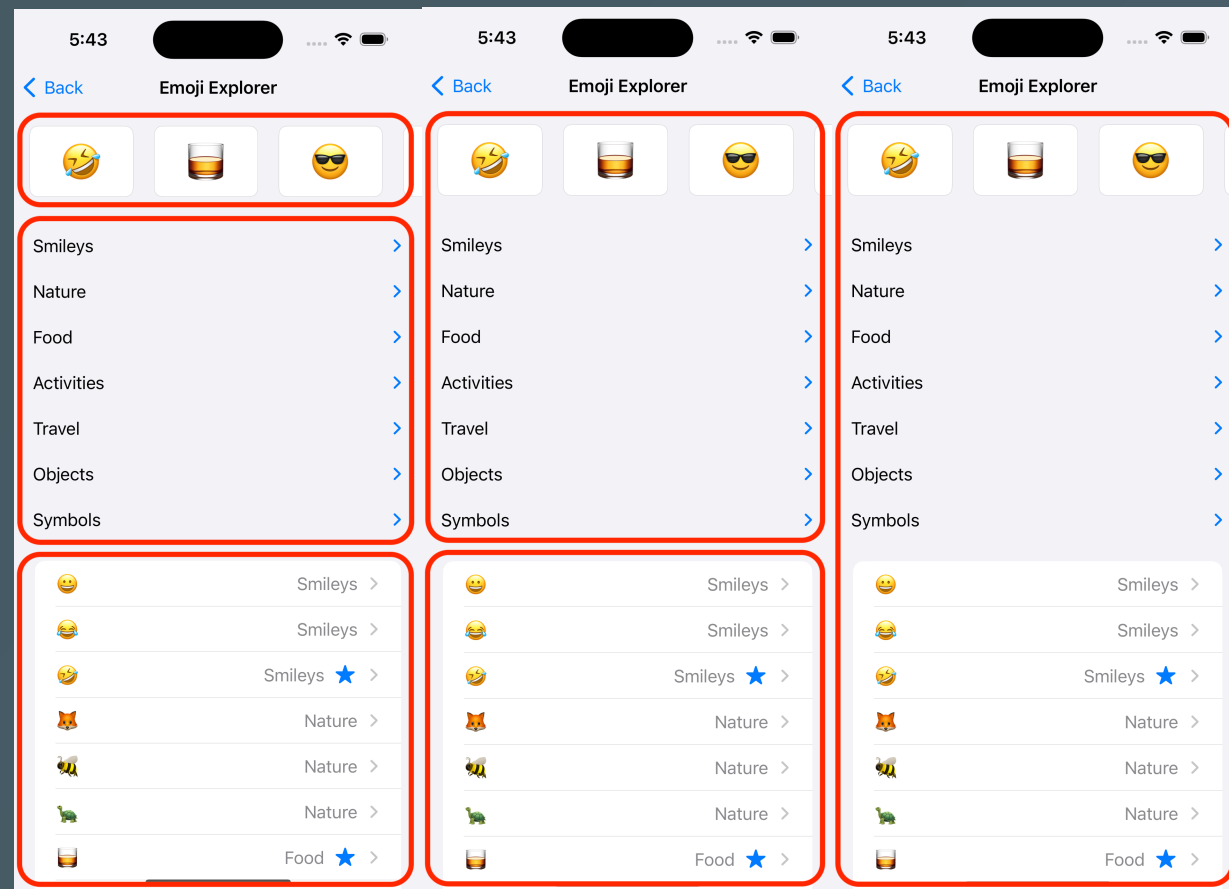 5:43
Back Emoji Explorer
Smileys
Nature
Food
Activities
Travel
Objects
Symbols
Smileys
Smileys
Smileys
Nature
Nature
Nature
Food
5:43
Back Emoji Explorer
Smileys
Nature
Food
Activities
Travel
Objects
Symbols
Smileys
Smileys
Smileys
Nature
Nature
Nature
Food
5:43
Back Emoji Explorer
Smileys
Nature
Food
Activities
Travel
Objects
Symbols
Smileys
Smileys
Smileys
Nature
Nature
Nature
Food